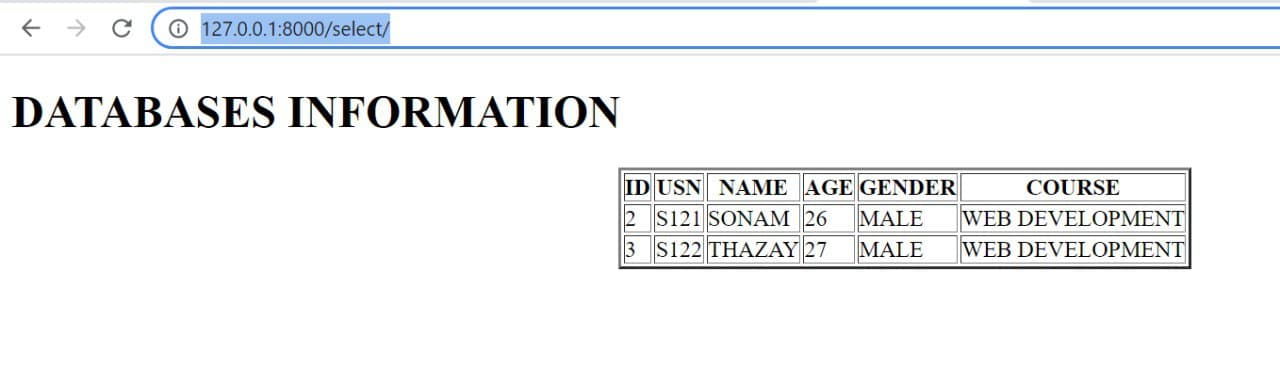 127.0.0.1:8000/select/
DATABASES INFORMATION
ID USN NAME AGE GENDER COURSE
2 S121 SONAM 26 MALE WEB DEVELOPMENT
3 S122 THAZAY 27 MALE WEB DEVELOPMENT